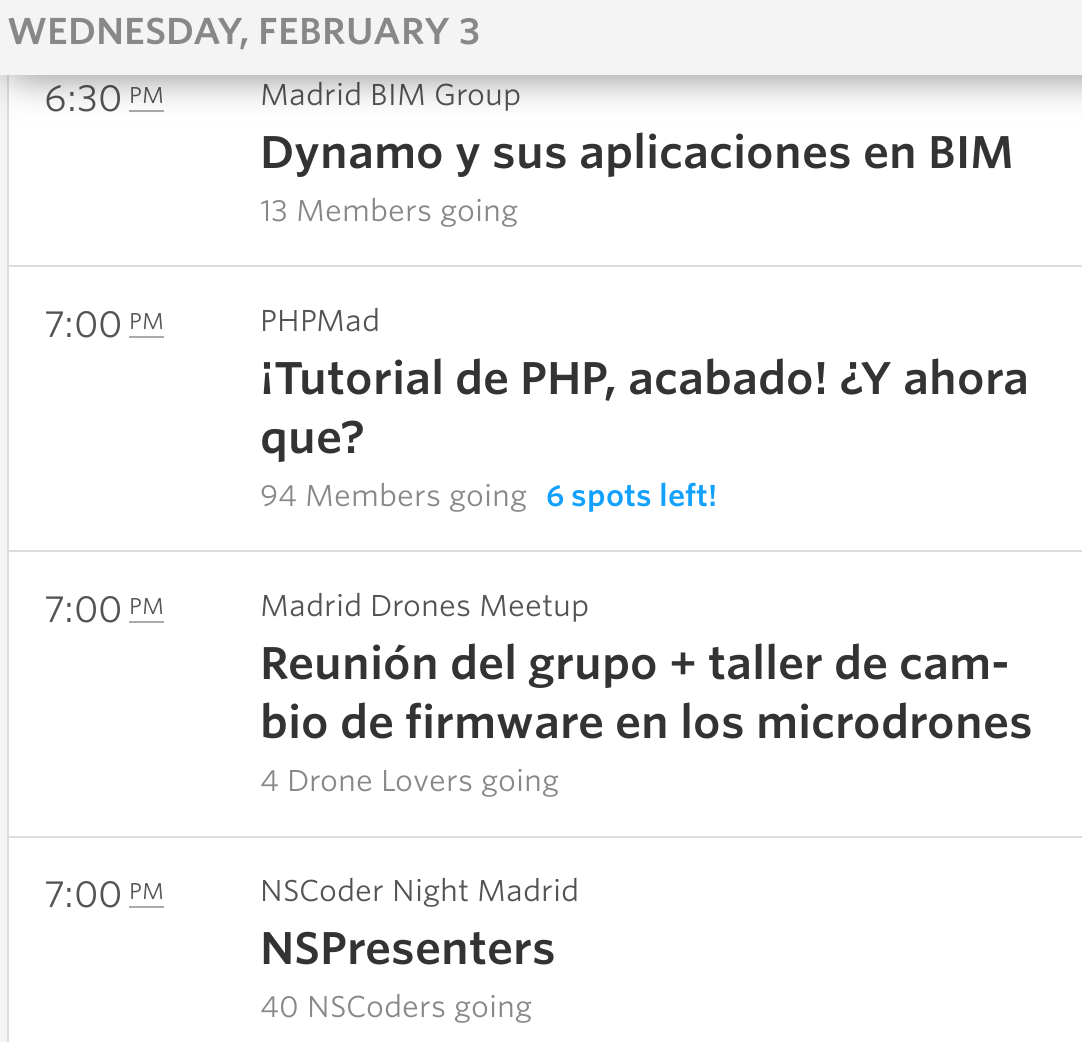 WEDNESDAY, FEBRUARY 3
6:30 PM Madrid BIM Group
Dynamo y sus aplicaciones en BIM
13 Members going
7:00 PM PHPMad
¡Tutorial de PHP, acabado! ¿Y ahora
que?
94 Members going 6 spots left!
7:00 PM Madrid Drones Meetup
Reunión del grupo + taller de cam-
bio de firmware en los microdrones
4 Drone Lovers going
7:00 PM NSCoder Night Madrid
NSPresenters
40 NSCoders going